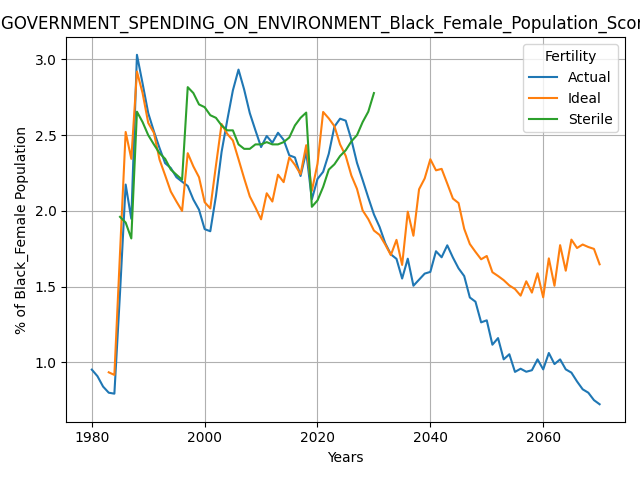 GOVERNMENT_SPENDING_ON_ENVIRONMENT_Black_Female_Population_Scor
Fertility
Actual
Ideal
Sterile
3.0
2.5
2.0
1.5
1.0
% of Black_Female Population
1980 2000 2020 2040 2060
Years